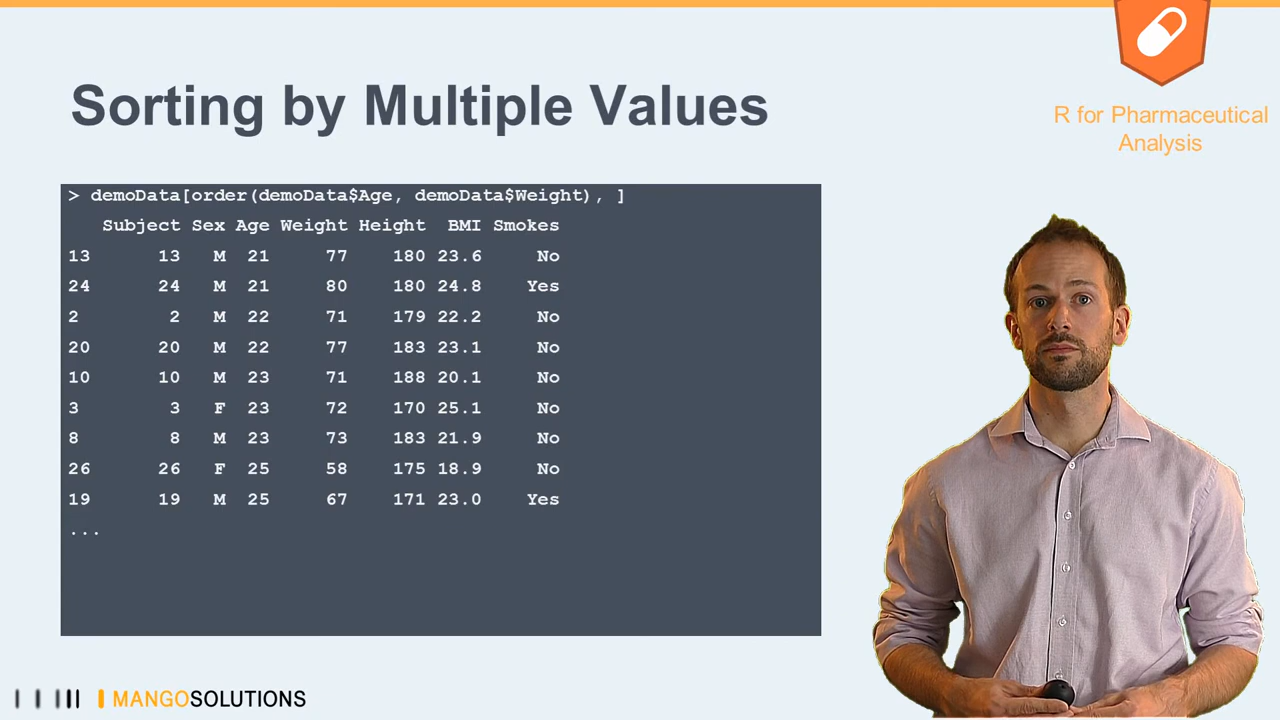 Sorting by Multiple Values
R for Pharmaceutical
Analysis
> demoData[order(demoData$Age, demoData$Weight), ]
Subject Sex Age Weight Height BMI Smokes
13 13 M 21 77 180 23.6 No
24 24 M 21 80 180 24.8 Yes
2 2 M 22 71 179 22.2 No
20 20 M 22 77 183 23.1 No
10 10 M 23 71 188 20.1 No
3 3 F 23 72 170 25.1 No
8 8 M 23 73 183 21.9 No
26 26 F 25 58 175 18.9 No
19 19 M 25 67 171 23.0 Yes
...
MANGOSOLUTIONS